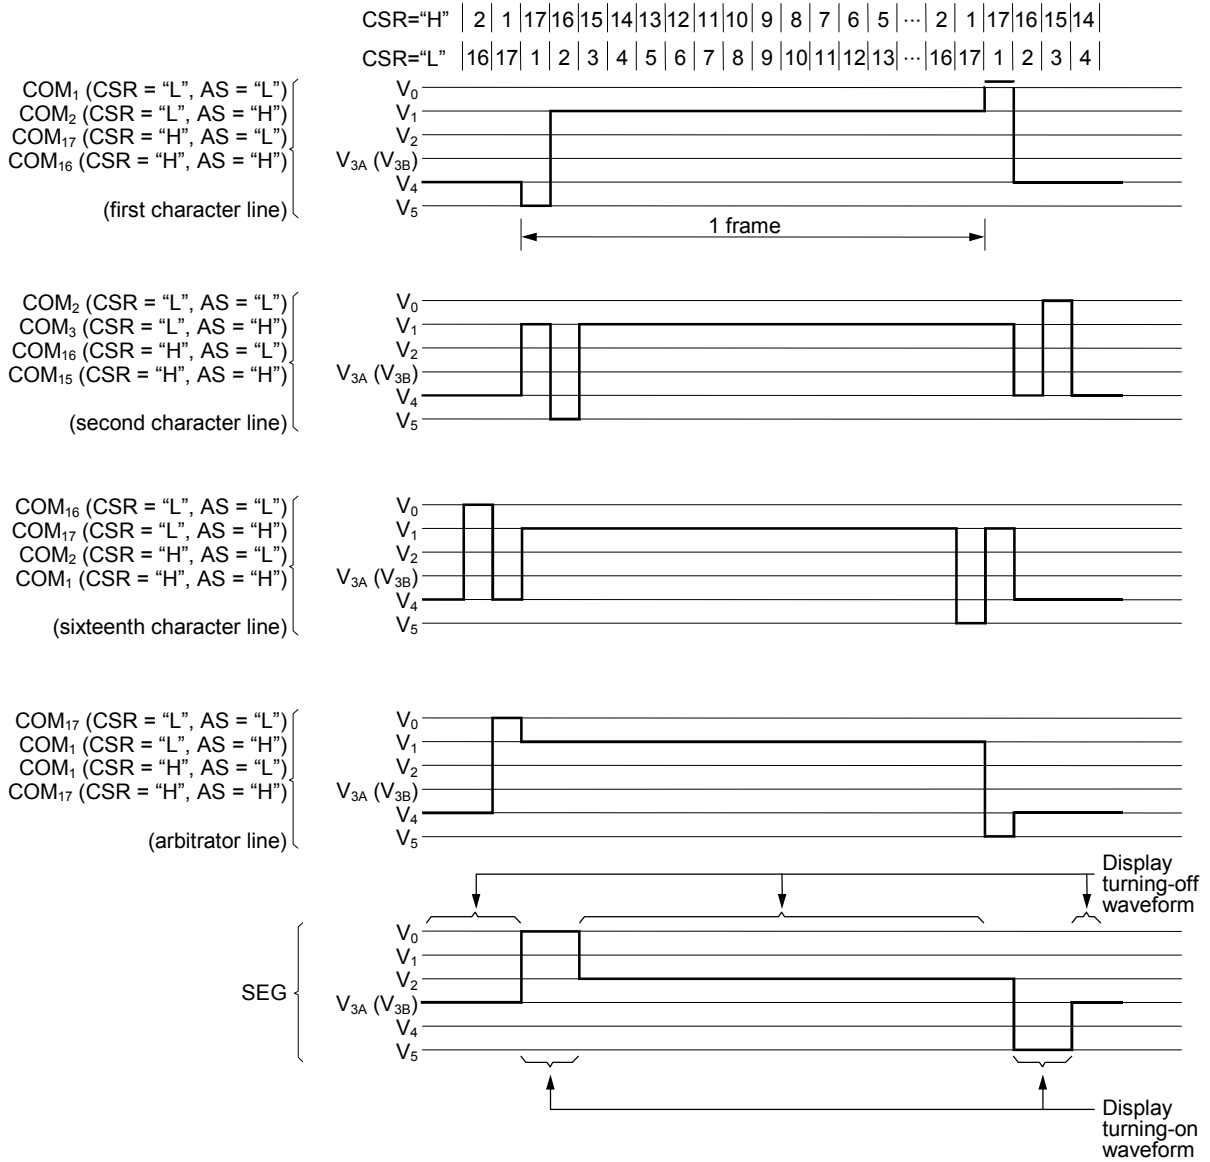 CSR=“H” 2 1 17 16 15 14 13 12 11 10 9 8 7 6 5 ··· 2 1 17 16 15 14
CSR=“L” 16 17 1 2 3 4 5 6 7 8 9 10 11 12 13 ··· 16 17 1 2 3 4
COM1 (CSR = “L”, AS = “L”)
COM2 (CSR = “L”, AS = “H”)
COM17 (CSR = “H”, AS = “L”)
COM16 (CSR = “H”, AS = “H”)
(first character line)
V0
V1
V2
V3A (V3B)
V4
V5
1 frame
COM2 (CSR = “L”, AS = “L”)
COM3 (CSR = “L”, AS = “H”)
COM16 (CSR = “H”, AS = “L”)
COM15 (CSR = “H”, AS = “H”)
(second character line)
V0
V1
V2
V3A (V3B)
V4
V5
COM16 (CSR = “L”, AS = “L”)
COM17 (CSR = “L”, AS = “H”)
COM2 (CSR = “H”, AS = “L”)
COM1 (CSR = “H”, AS = “H”)
(sixteenth character line)
V0
V1
V2
V3A (V3B)
V4
V5
COM17 (CSR = “L”, AS = “L”)
COM1 (CSR = “L”, AS = “H”)
COM1 (CSR = “H”, AS = “L”)
COM17 (CSR = “H”, AS = “H”)
(arbitrator line)
V0
V1
V2
V3A (V3B)
V4
V5
Display
turning-off
waveform
SEG
V0
V1
V2
V3A (V3B)
V4
V5
Display
turning-on
waveform